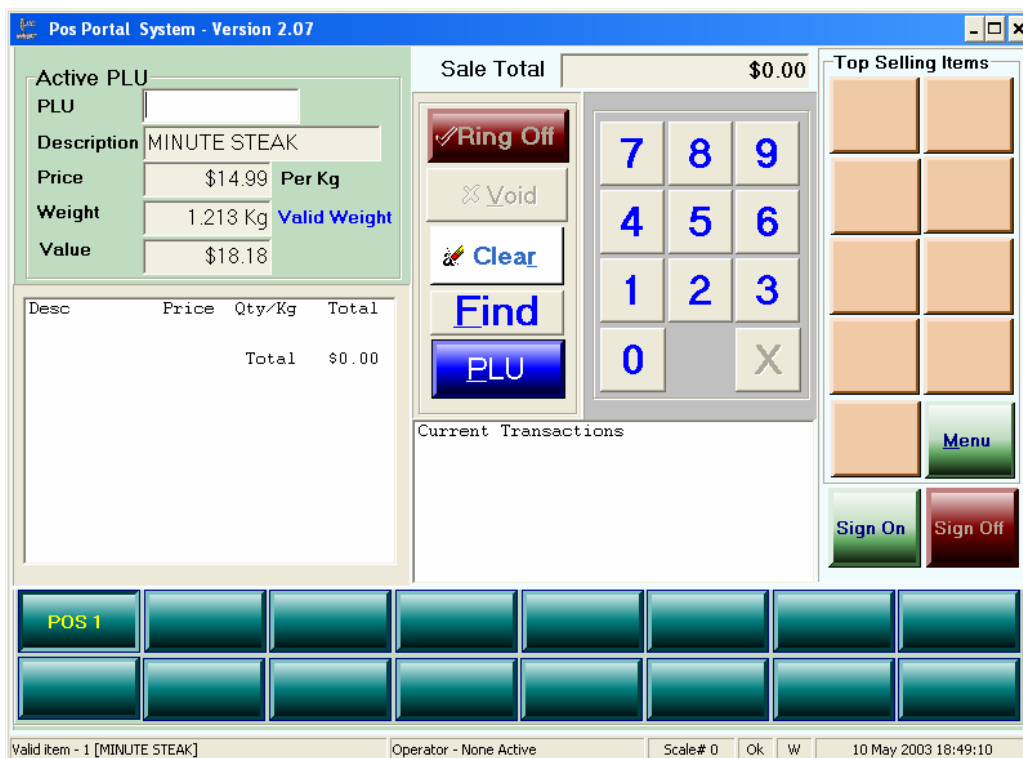 Pos Portal System - Version 2.07
Active PLU
PLU
Description MINUTE STEAK
Price $14.99 Per Kg
Weight 1.213 Kg Valid Weight
Value $18.18
Sale Total $0.00
Ring Off
Void
Clear
Find
PLU
7 8 9
4 5 6
1 2 3
0 X
Top Selling Items
Menu
Sign On Sign Off
Desc Price Qty/Kg Total
Total $0.00
Current Transactions
POS 1
Valid item - 1 [MINUTE STEAK] Operator - None Active Scale# 0 Ok W 10 May 2003 18:49:10